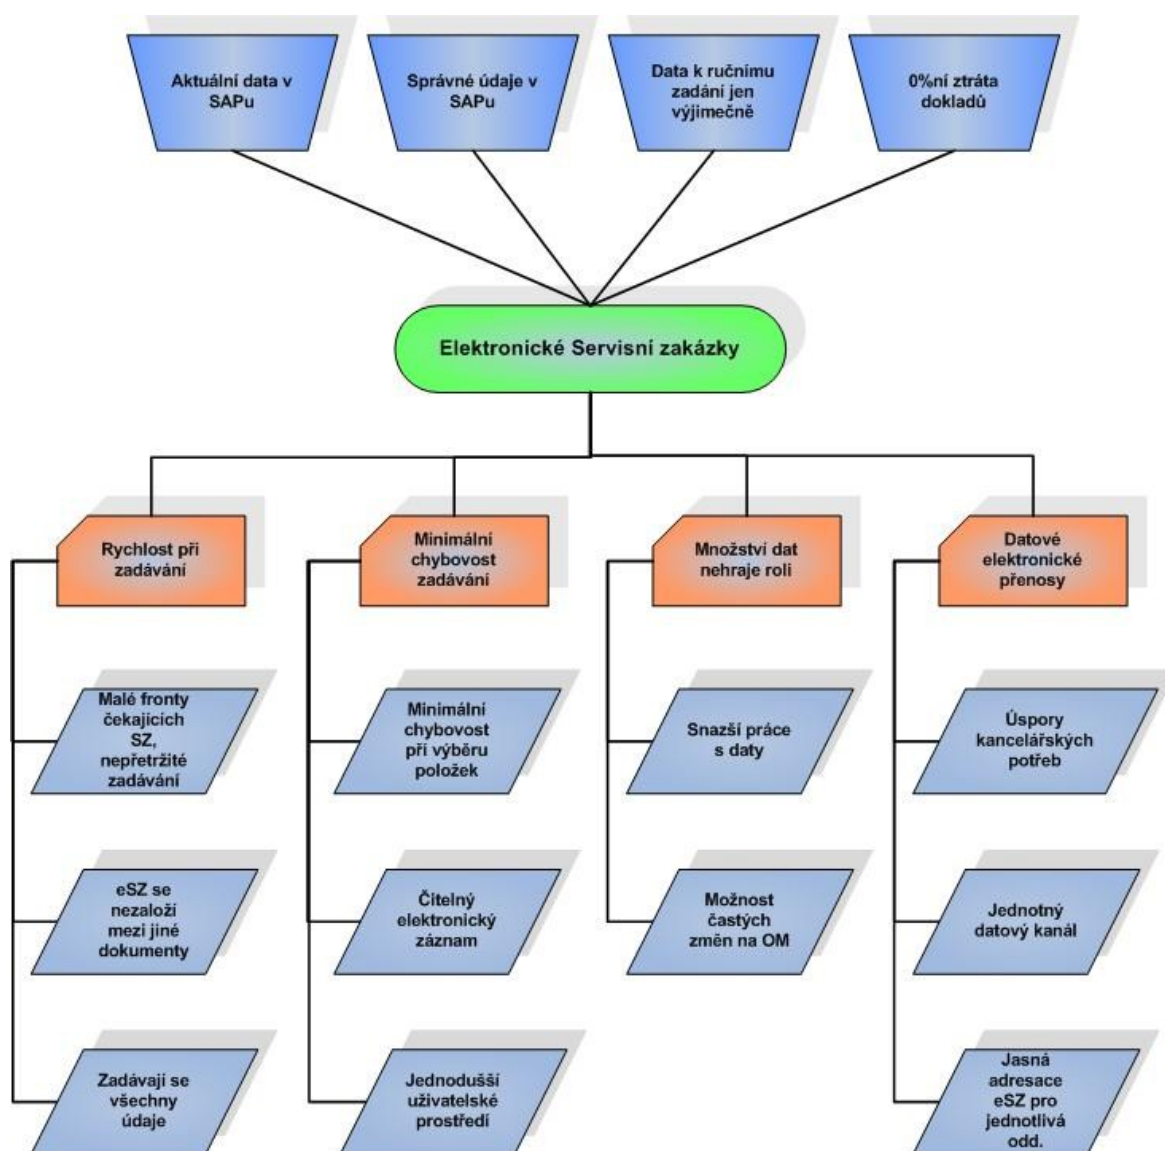 Aktuální data v
SAPu
Správné údaje v
SAPu
Data k ručnímu
zadání jen
výjimečně
0%ní ztráta
dokladů
Elektronické Servisní zakázky
Rychlost při
zadávání
Minimální
chybovost
zadávání
Množství dat
nehraje roli
Datové
elektronické
přenosy
Malé fronty
čekajících
SZ,
nepřetržité
zadávání
Minimální
chybovost
při výběru
položek
Snazší práce
s daty
Úspory
kancelářských
potřeb
eSZ se
nezaloží
mezi jiné
dokumenty
Čitelný
elektronický
záznam
Možnost
častých
změn na OM
Jednotný
datový kanál
Zadávají se
všechny
údaje
Jednodušší
uživatelské
prostředí
Jasná
adresace
eSZ pro
jednotlivá
odd.